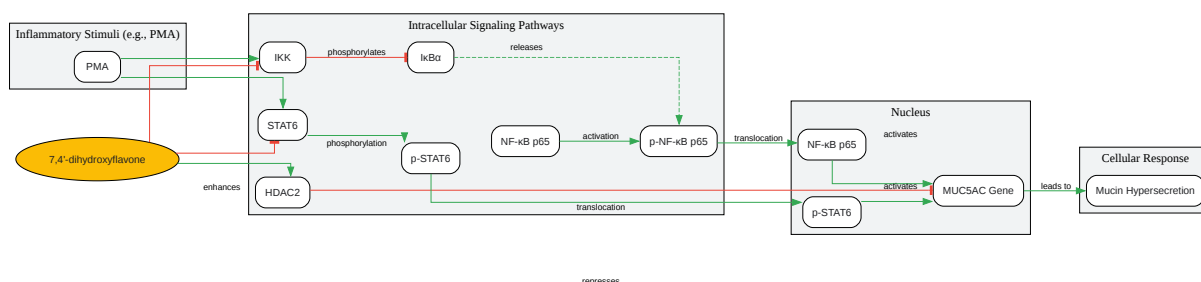 Inflammatory Stimuli (e.g., PMA)
PMA
7,4'-dihydroxyflavone
enhances
Intracellular Signaling Pathways
IKK
phosphorylates
IκBα
releases
STAT6
phosphorylation
p-STAT6
NF-κB p65
activation
p-NF-κB p65
HDAC2
translocation
translocation
Nucleus
NF-κB p65
activates
activates
MUC5AC Gene
p-STAT6
leads to
Cellular Response
Mucin Hypersecretion
represses